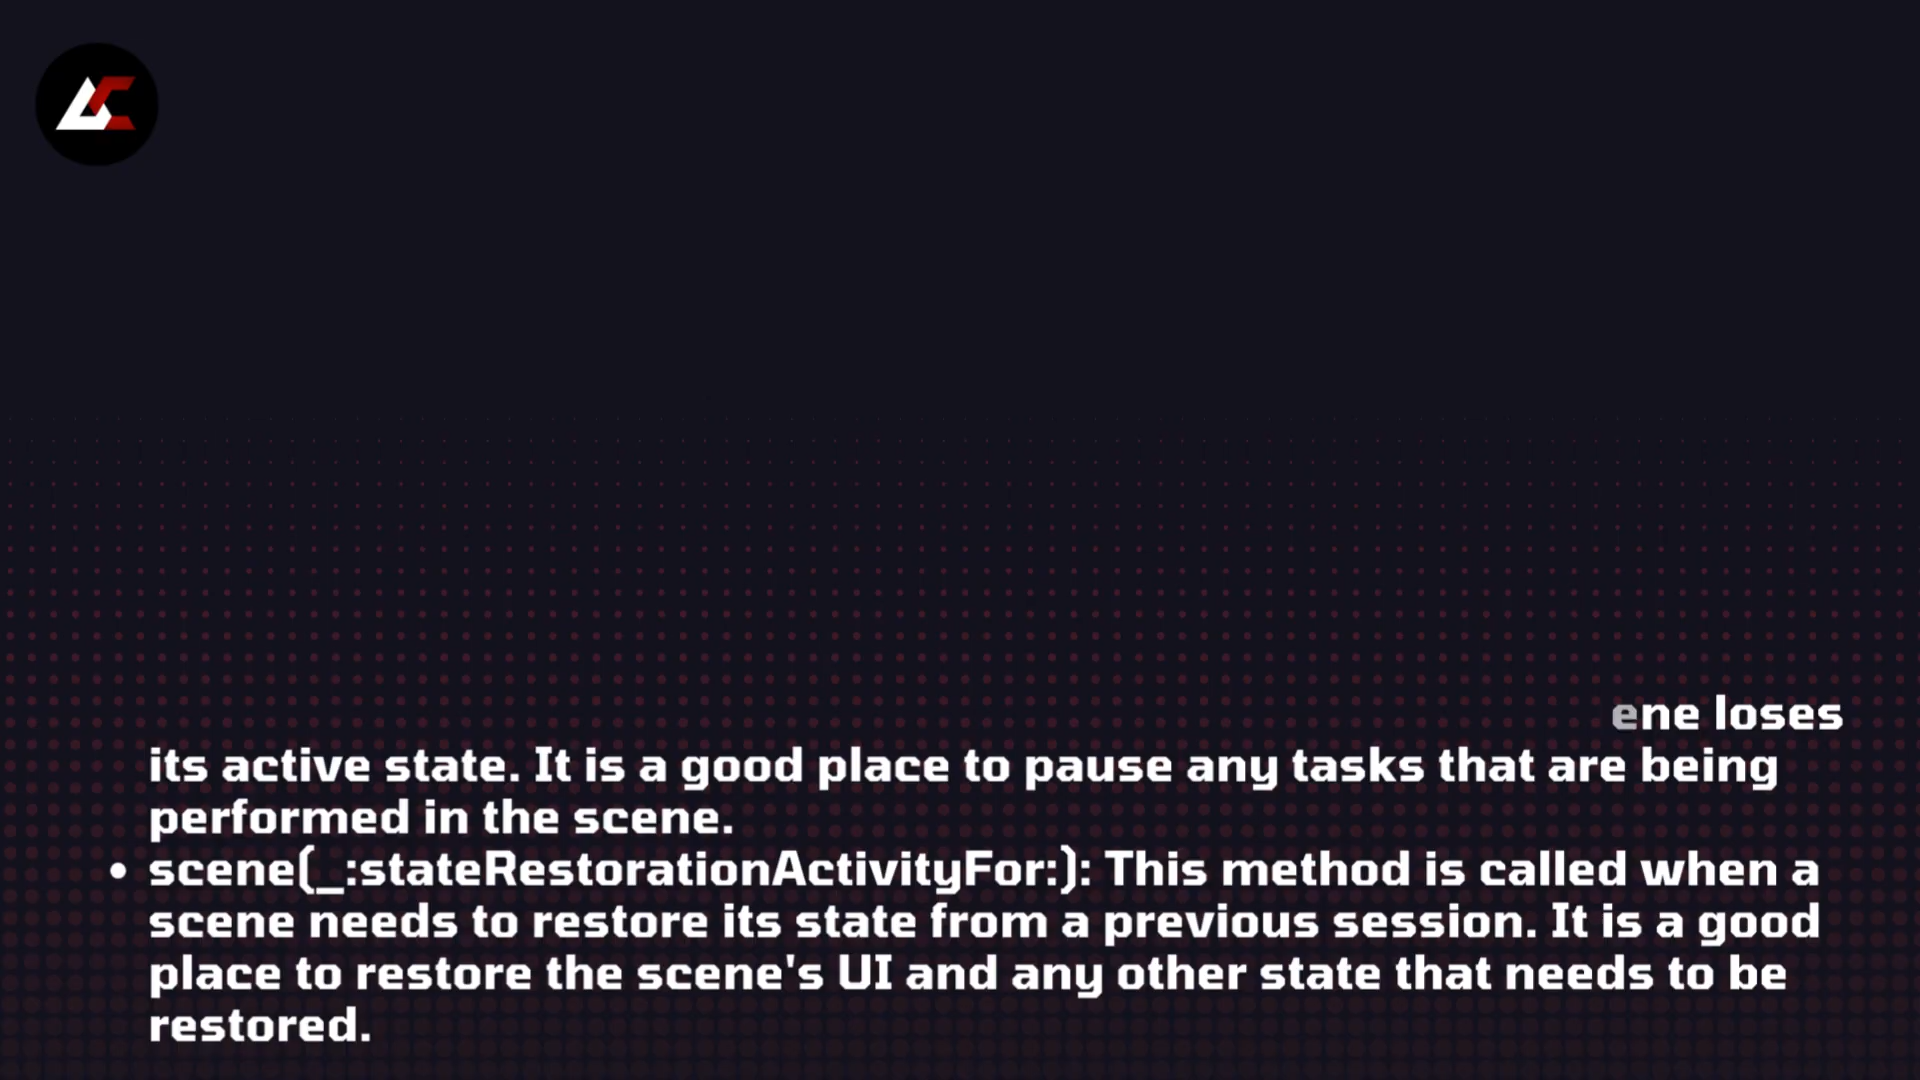 ene loses
its active state. It is a good place to pause any tasks that are being
performed in the scene.
• scene(_:stateRestorationActivityFor:): This method is called when a
scene needs to restore its state from a previous session. It is a good
place to restore the scene's UI and any other state that needs to be
restored.